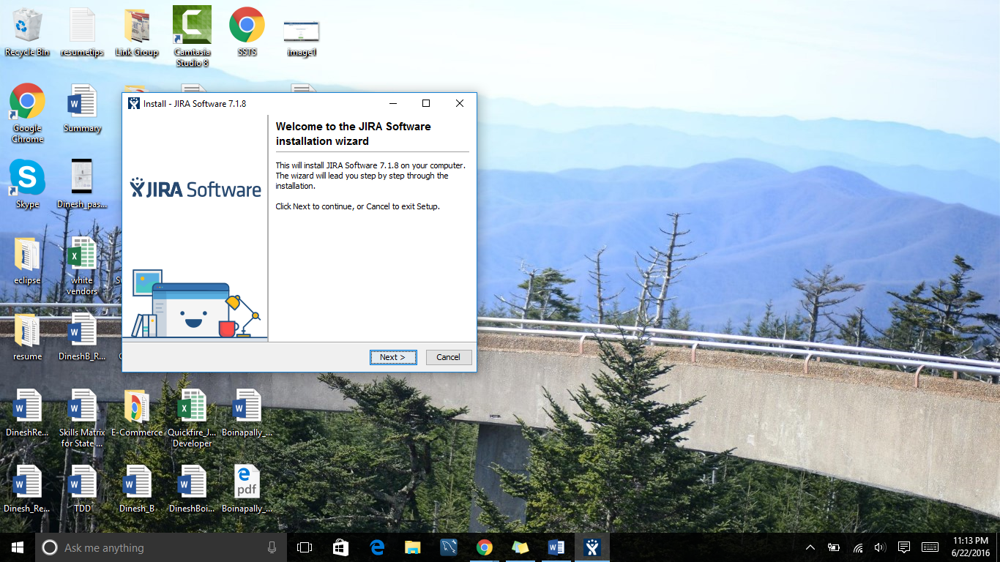 Recycle Bin
resumetips
Link Group
Camtasia
Studio 8
SSTS
image1
Google
Chrome
Summary
Skype
Dinesh_pas...
eclipse
white
vendors
resume
DineshB_R...
DineshRe...
Skills Matrix
for State ...
E-Commerce
Quickfire_J...
Developer
Boinapally_...
Dinesh_Re...
TDD
Dinesh_B
DineshBoi...
pdf
Boinapally_...
Install - JIRA Software 7.1.8
JIRA Software
Welcome to the JIRA Software
installation wizard
This will install JIRA Software 7.1.8 on your computer.
The wizard will lead you step by step through the
installation.
Click Next to continue, or Cancel to exit Setup.
Next >
Cancel
Ask me anything
11:13 PM
6/22/2016